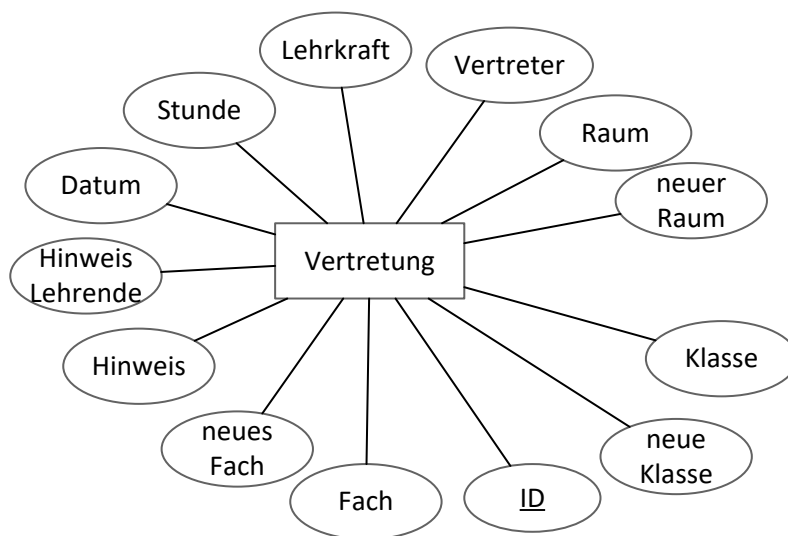 Lehrkraft
Vertreter
Stunde
Raum
Datum
neuer
Raum
Vertretung
Hinweis
Lehrende
Klasse
Hinweis
neues
Fach
neue
Klasse
Fach
ID